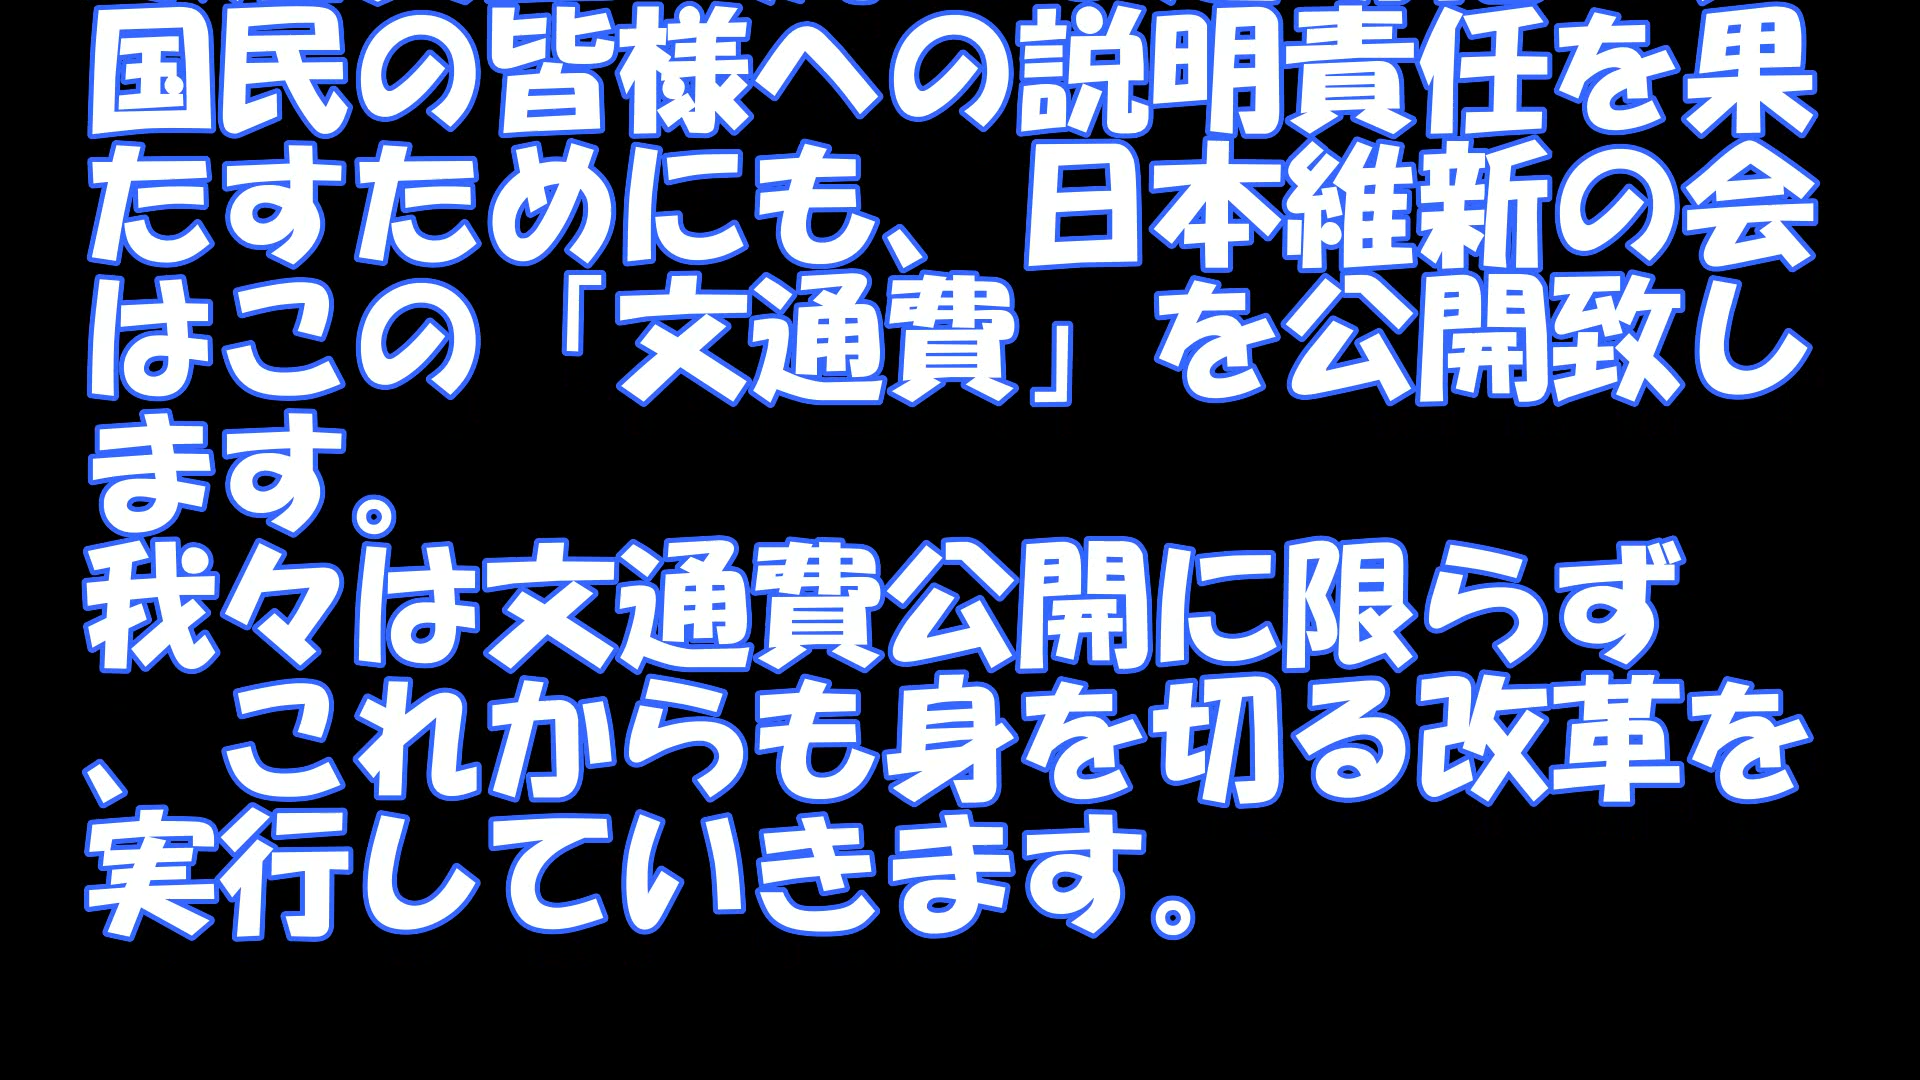 国民の皆様への説明責任を果
たすためにも、日本維新の会
はこの「文通費」を公開致し
ます。
我々は文通費公開に限らず
、これからも身を切る改革を
実行していきます。